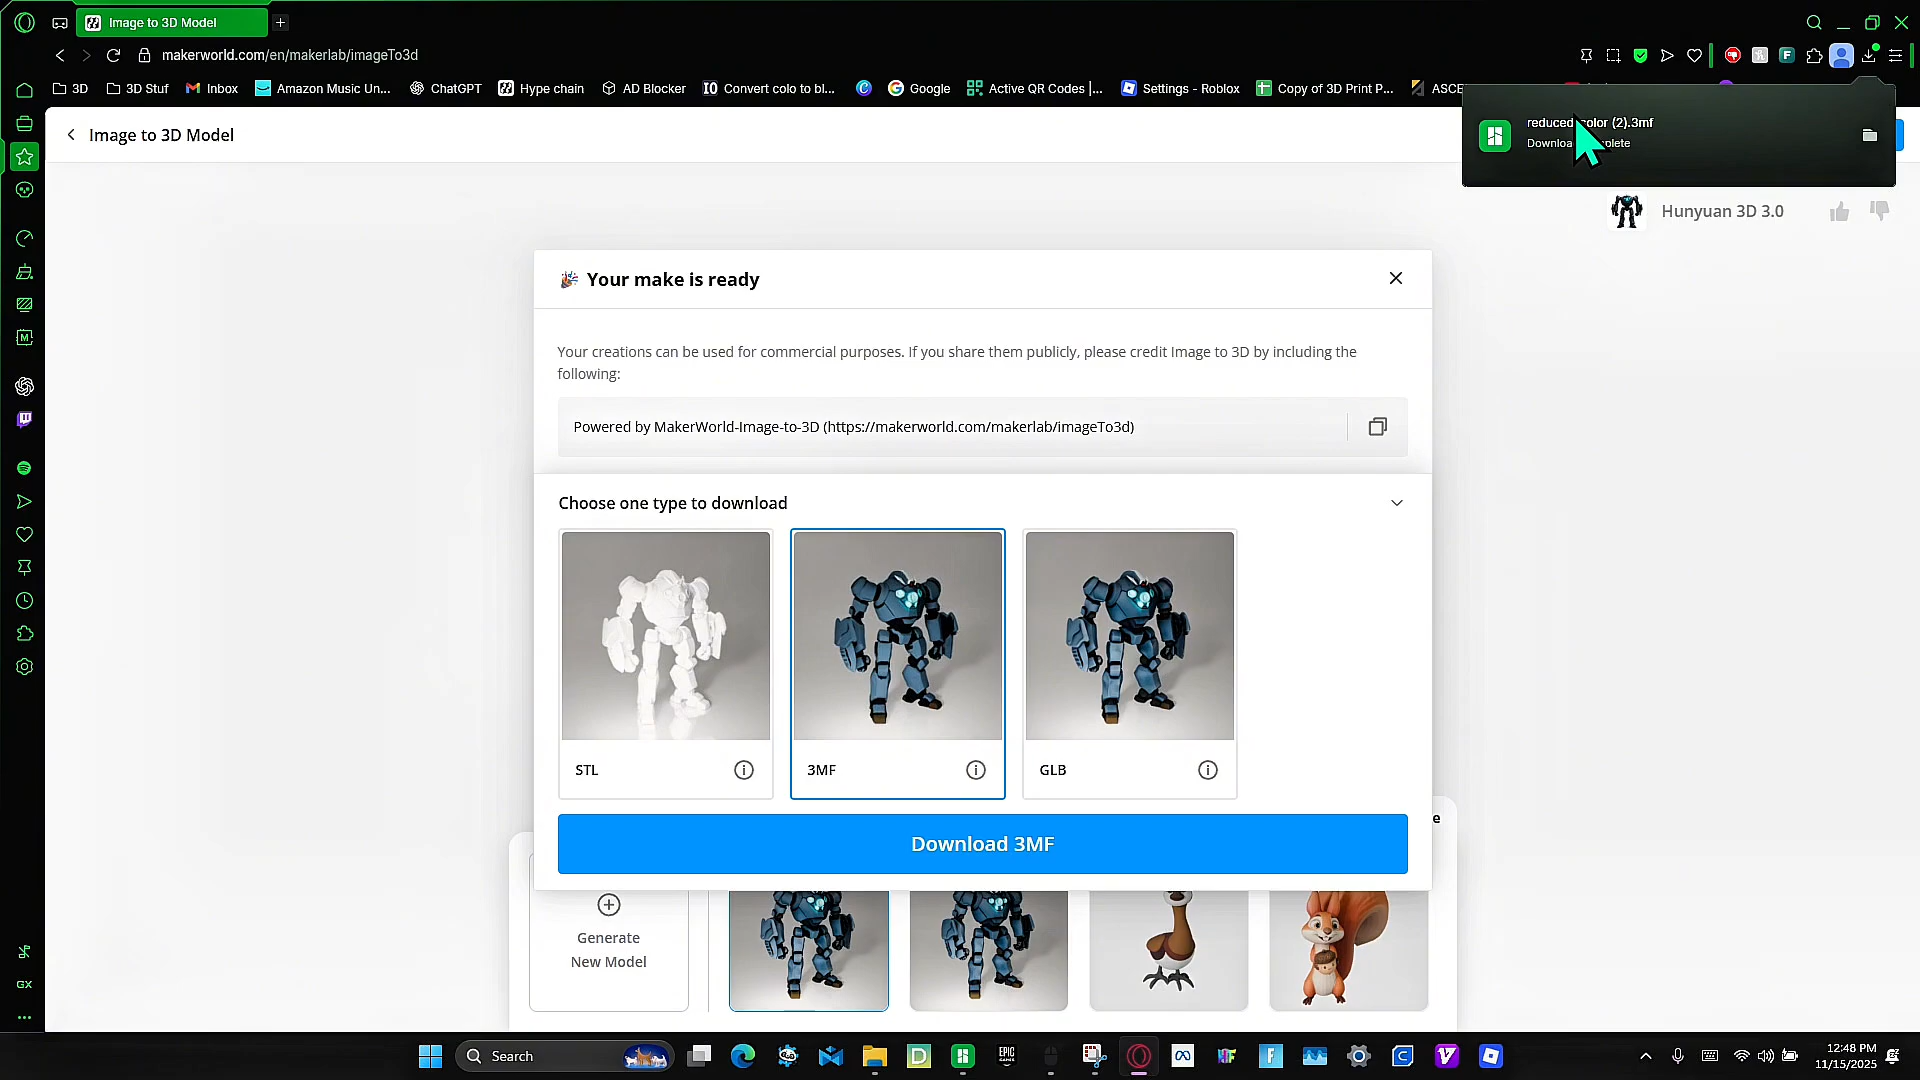 Image to 3D Model
makerworld.com/en/makerlab/imageTo3d
3D
3D Stuf
Inbox
Amazon Music Un...
ChatGPT
Hype chain
AD Blocker
Convert colo to bl...
Google
Active QR Codes |...
Settings - Roblox
Copy of 3D Print P...
Image to 3D Model
(2).3mf
Hunyuan 3D 3.0
Your make is ready
Your creations can be used for commercial purposes. If you share them publicly, please credit Image to 3D by including the
following:
Powered by MakerWorld-Image-to-3D (https://makerworld.com/makerlab/imageTo3d)
Choose one type to download
STL
3MF
GLB
Download 3MF
Generate
New Model
GX
Search
EPIC
GAMES
12:48 PM
11/15/2025